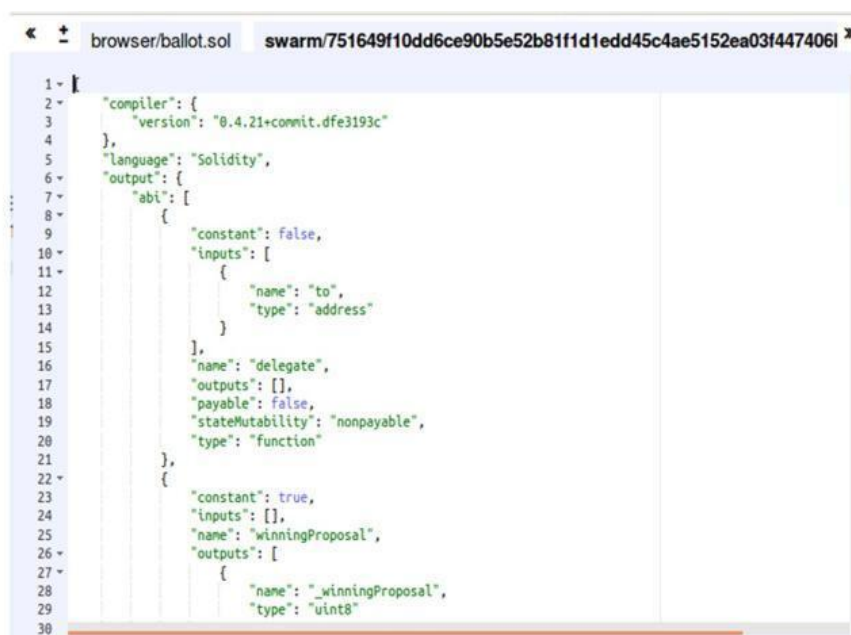 browser/ballot.sol swarm/751649f10dd6ce90b5e52b81f1d1edd45c4ae5152ea03f447406
1 {
2 "compiler": {
3 "version": "0.4.21+commit.dfe3193c"
4 },
5 "language": "Solidity",
6 "output": {
7 "abi": [
8 {
9 "constant": false,
10 "inputs": [
11 {
12 "name": "to",
13 "type": "address"
14 }
15 ],
16 "name": "delegate",
17 "outputs": [],
18 "payable": false,
19 "stateMutability": "nonpayable",
20 "type": "function"
21 },
22 {
23 "constant": true,
24 "inputs": [],
25 "name": "winningProposal",
26 "outputs": [
27 {
28 "name": "_winningProposal",
29 "type": "uint8"
30